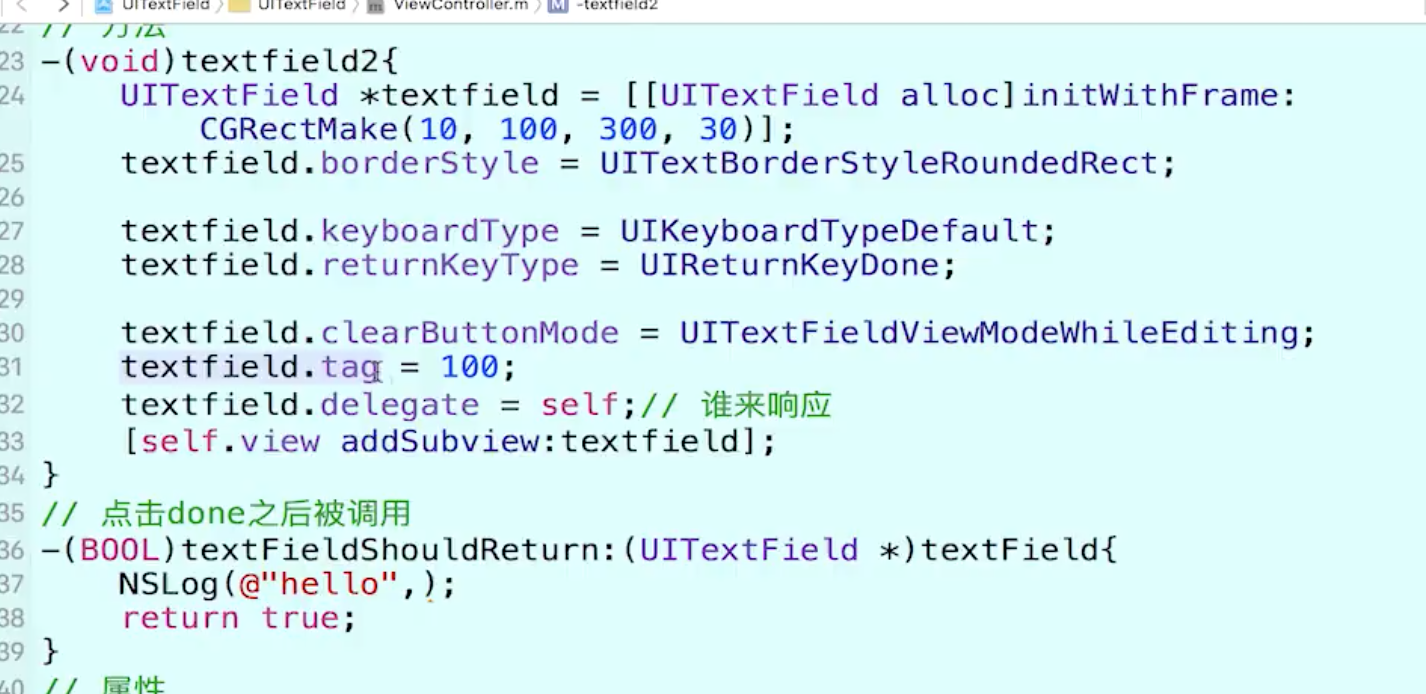 UITextField 〉 UITextField 〉 ViewController.m 〉 M -textfield2
22 // 方法
23 -(void)textfield2{
24 UITextField *textfield = [[UITextField alloc]initWithFrame:
CGRectMake(10, 100, 300, 30)];
25 textfield.borderStyle = UITextBorderStyleRoundedRect;
26
27 textfield.keyboardType = UIKeyboardTypeDefault;
28 textfield.returnKeyType = UIReturnKeyDone;
29
30 textfield.clearButtonMode = UITextFieldViewModeWhileEditing;
31 textfield.tag = 100;
32 textfield.delegate = self;// 谁来响应
33 [self.view addSubview:textfield];
34 }
35 // 点击done之后被调用
36 -(BOOL)textFieldShouldReturn:(UITextField *)textField{
37 NSLog(@"hello",);
38 return true;
39 }
40 // 属性